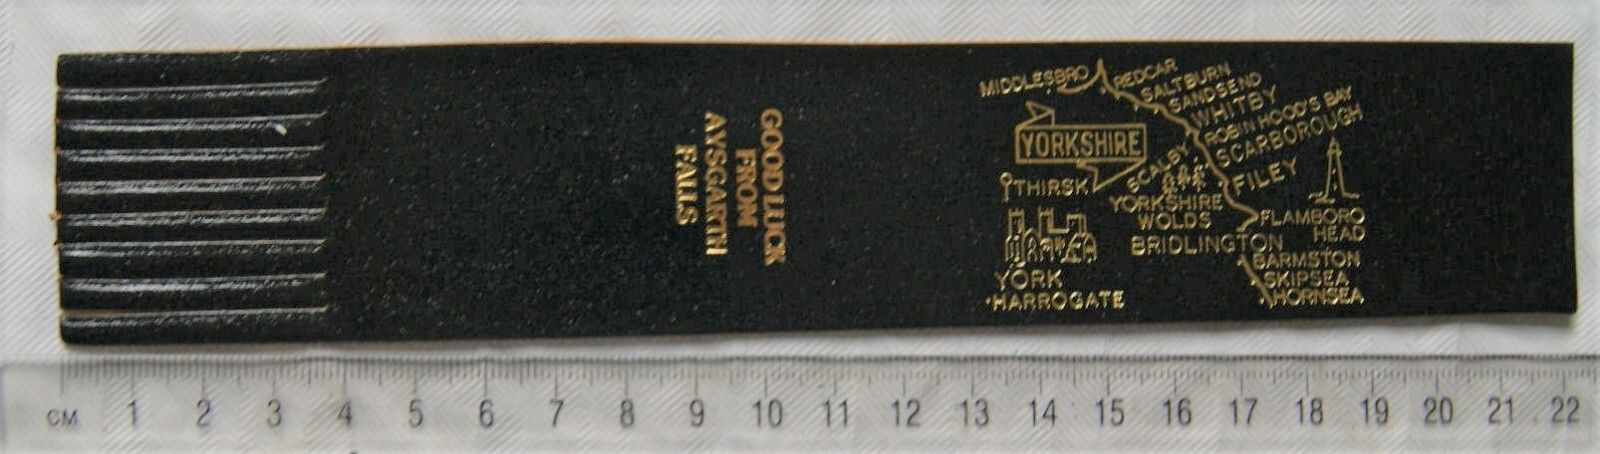 GOOD LUCK
FROM
AYSGARTH
FALLS
MIDDLESBRO
REDCAR
SALTBURN
SANDSEND
WHITBY
ROBIN HOOD'S BAY
SCARBOROUGH
YORKSHIRE
SCALBY
FILEY
THIRSK
YORKSHIRE
WOLDS
FLAMBORO
HEAD
BRIDLINGTON
BARMSTON
SKIPSEA
HORNSEA
YORK
HARROGATE
CM 1 2 3 4 5 6 7 8 9 10 11 12 13 14 15 16 17 18 19 20 21 22